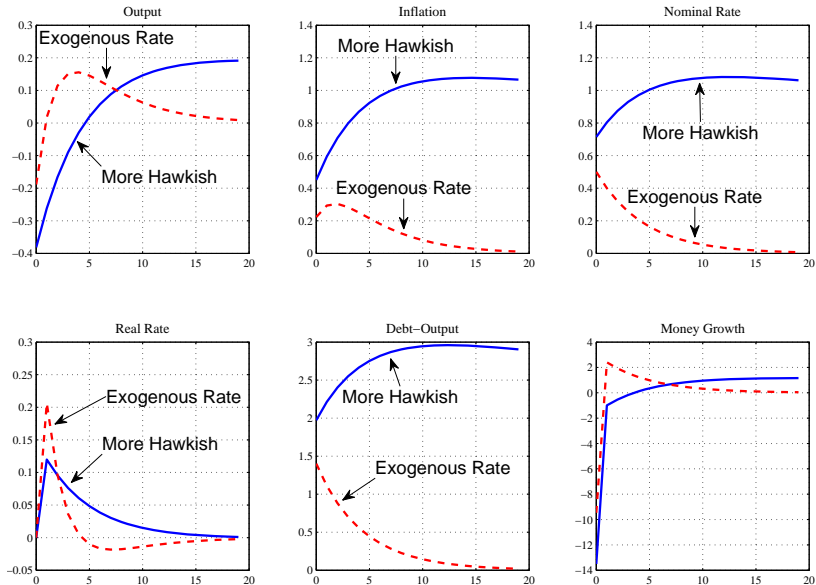 Output
Exogenous Rate
More Hawkish
0.3
0.2
0.1
0
−0.1
−0.2
−0.3
−0.4
0 5 10 15 20
Inflation
More Hawkish
Exogenous Rate
1.4
1.2
1
0.8
0.6
0.4
0.2
0
0 5 10 15 20
Nominal Rate
More Hawkish
Exogenous Rate
1.4
1.2
1
0.8
0.6
0.4
0.2
0
0 5 10 15 20
Real Rate
Exogenous Rate
More Hawkish
0.3
0.25
0.2
0.15
0.1
0.05
0
−0.05
0 5 10 15 20
Debt−Output
More Hawkish
Exogenous Rate
3
2.5
2
1.5
1
0.5
0
0 5 10 15 20
Money Growth
4
2
0
−2
−4
−6
−8
−10
−12
−14
0 5 10 15 20